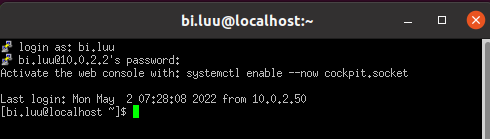 bi.luu@localhost:~
login as: bi.luu
bi.luu@10.0.2.2's password:
Activate the web console with: systemctl enable --now cockpit.socket
Last login: Mon May  2 07:28:08 2022 from 10.0.2.50
[bi.luu@localhost ~]$